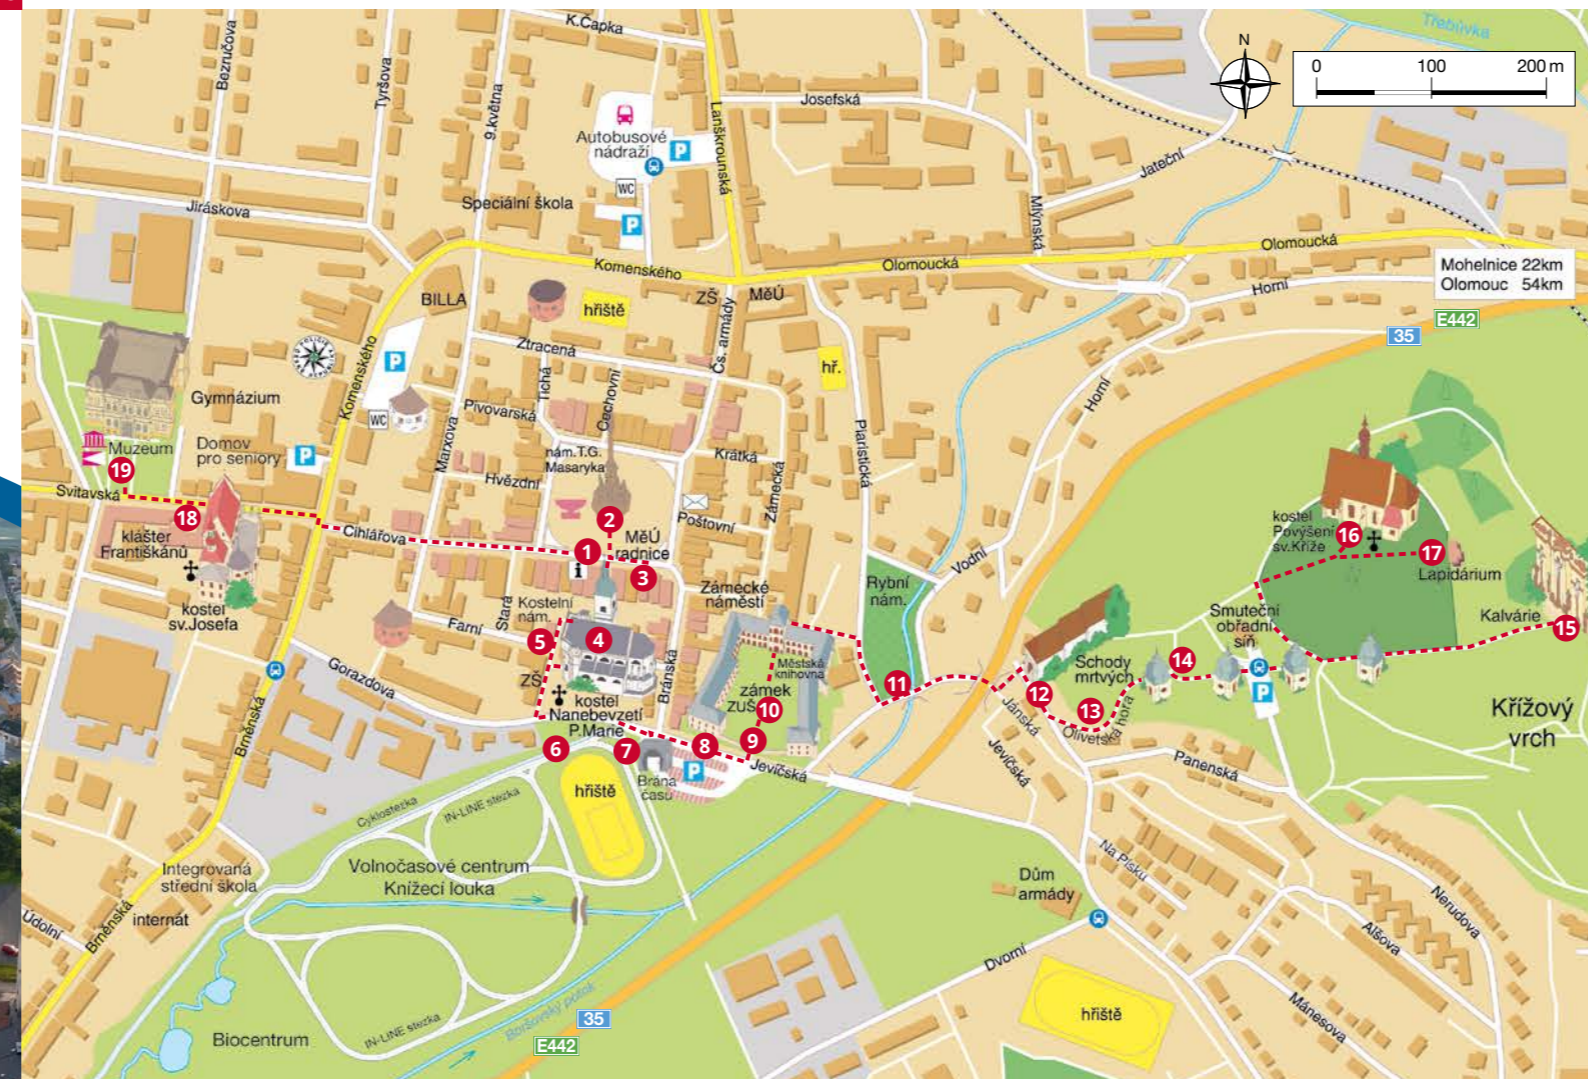 K.Čapka
Třebůvka
N
0 100 200 m
Bezručova
Tyršova
9.května
Lanškrounská
Josefská
Autobusové
nádraží
P
WC
P
Jateční
Speciální škola
Mlýnská
Jiráskova
Komenského
Olomoucká
Olomoucká
Mohelnice 22km
Olomouc 54km
E442
35
Horní
BILLA
hřiště
ZŠ
MěÚ
Čs. armády
Ztracená
hř.
P
Komenského
Gymnázium
WC
Tichá
Cechovní
Pivovarská
Marxova
Horní
Piaristická
Muzeum
19
Domov
pro seniory
P
nám.T.G.
Masaryka
Krátká
Hvězdní
Zámecká
Svitavská
18
klášter
Františkánů
Cihlářova
2
Poštovní
1
MěÚ
radnice
i
3
kostel
Povýšení
sv.Kříže
16
17
Lapidárium
Vodní
Rybní
nám.
Zámecké
náměstí
kostel
sv.Josefa
Stará
Kostelní
nám.
Farní
5
4
Smuteční
obřadní
síň
Kalvárie
15
Schody
mrtvých
14
P
Gorazdova
ZŠ
Bránská
Městská
knihovna
zámek
ZUŠ
10
11
12
13
Jánská
Olivetská hora
Křížový
vrch
kostel
Nanebevzetí
P.Marie
6
7
8
9
Brněnská
Brána
času
P
Jevíčská
Jevíčská
Panenská
hřiště
Cyklostezka
IN-LINE stezka
Volnočasové centrum
Knížecí louka
Integrovaná
střední škola
internát
Údolní
Brněnská
Dům
armády
Na Písku
Nerudova
Alšova
Dvorní
Mánesova
hřiště
Boršovský potok
35
E442
IN-LINE stezka
Biocentrum